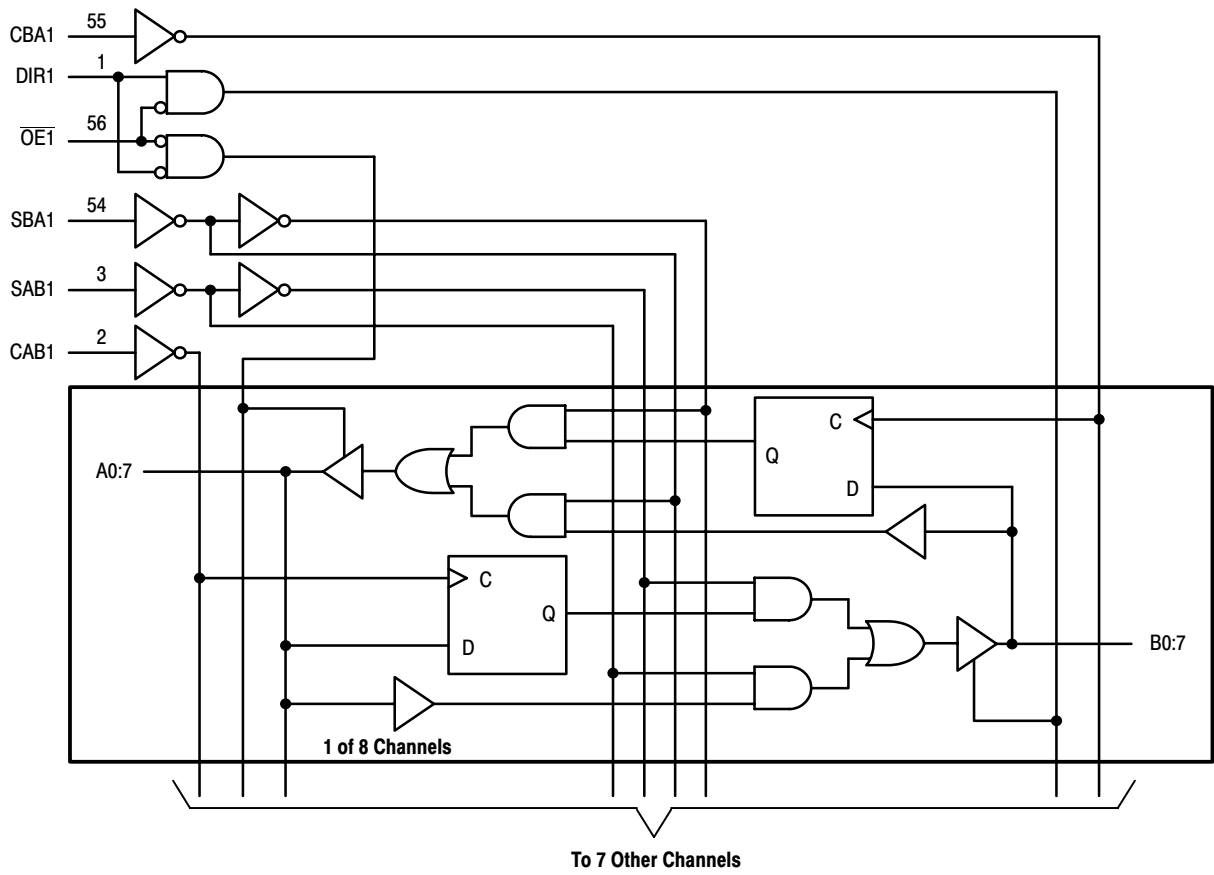 CBA1 55
DIR1 1
OE1 56
SBA1 54
SAB1 3
CAB1 2
C
Q
D
A0:7
C
Q
D
B0:7
1 of 8 Channels
To 7 Other Channels